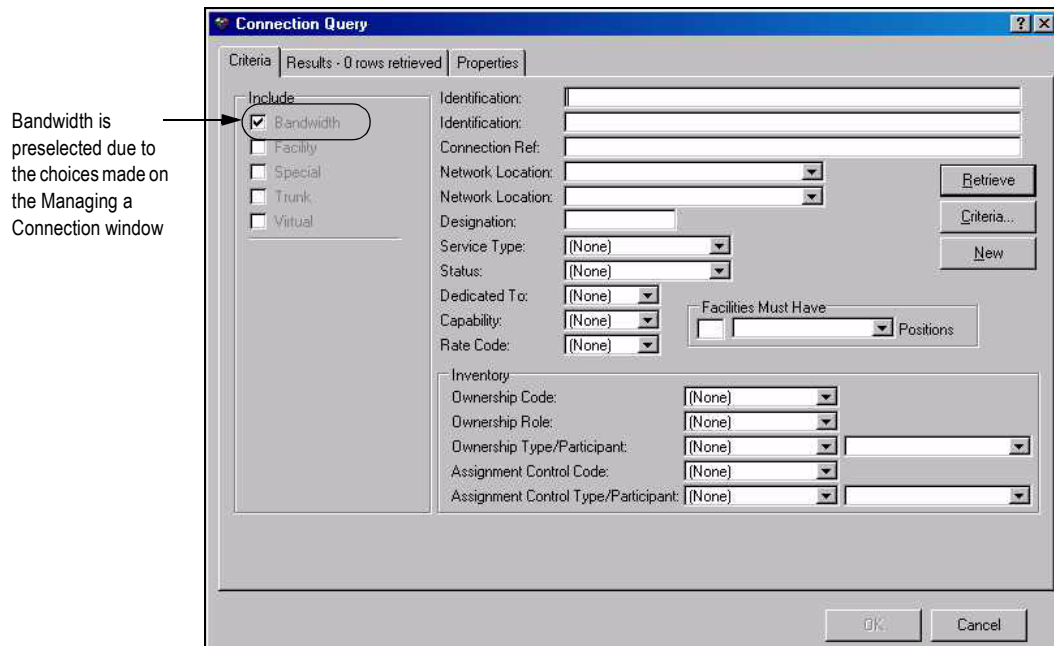 Connection Query
Criteria
Results - 0 rows retrieved
Properties
Bandwidth is
preselected due to
the choices made on
the Managing a
Connection window
Include
Bandwidth
Facility
Special
Trunk
Virtual
Identification:
Identification:
Connection Ref:
Network Location:
Network Location:
Designation:
Service Type: (None)
Status: (None)
Dedicated To: (None)
Capability: (None)
Rate Code: (None)
Retrieve
Criteria...
New
Facilities Must Have
Positions
Inventory
Ownership Code: (None)
Ownership Role: (None)
Ownership Type/Participant: (None)
Assignment Control Code: (None)
Assignment Control Type/Participant: (None)
OK
Cancel